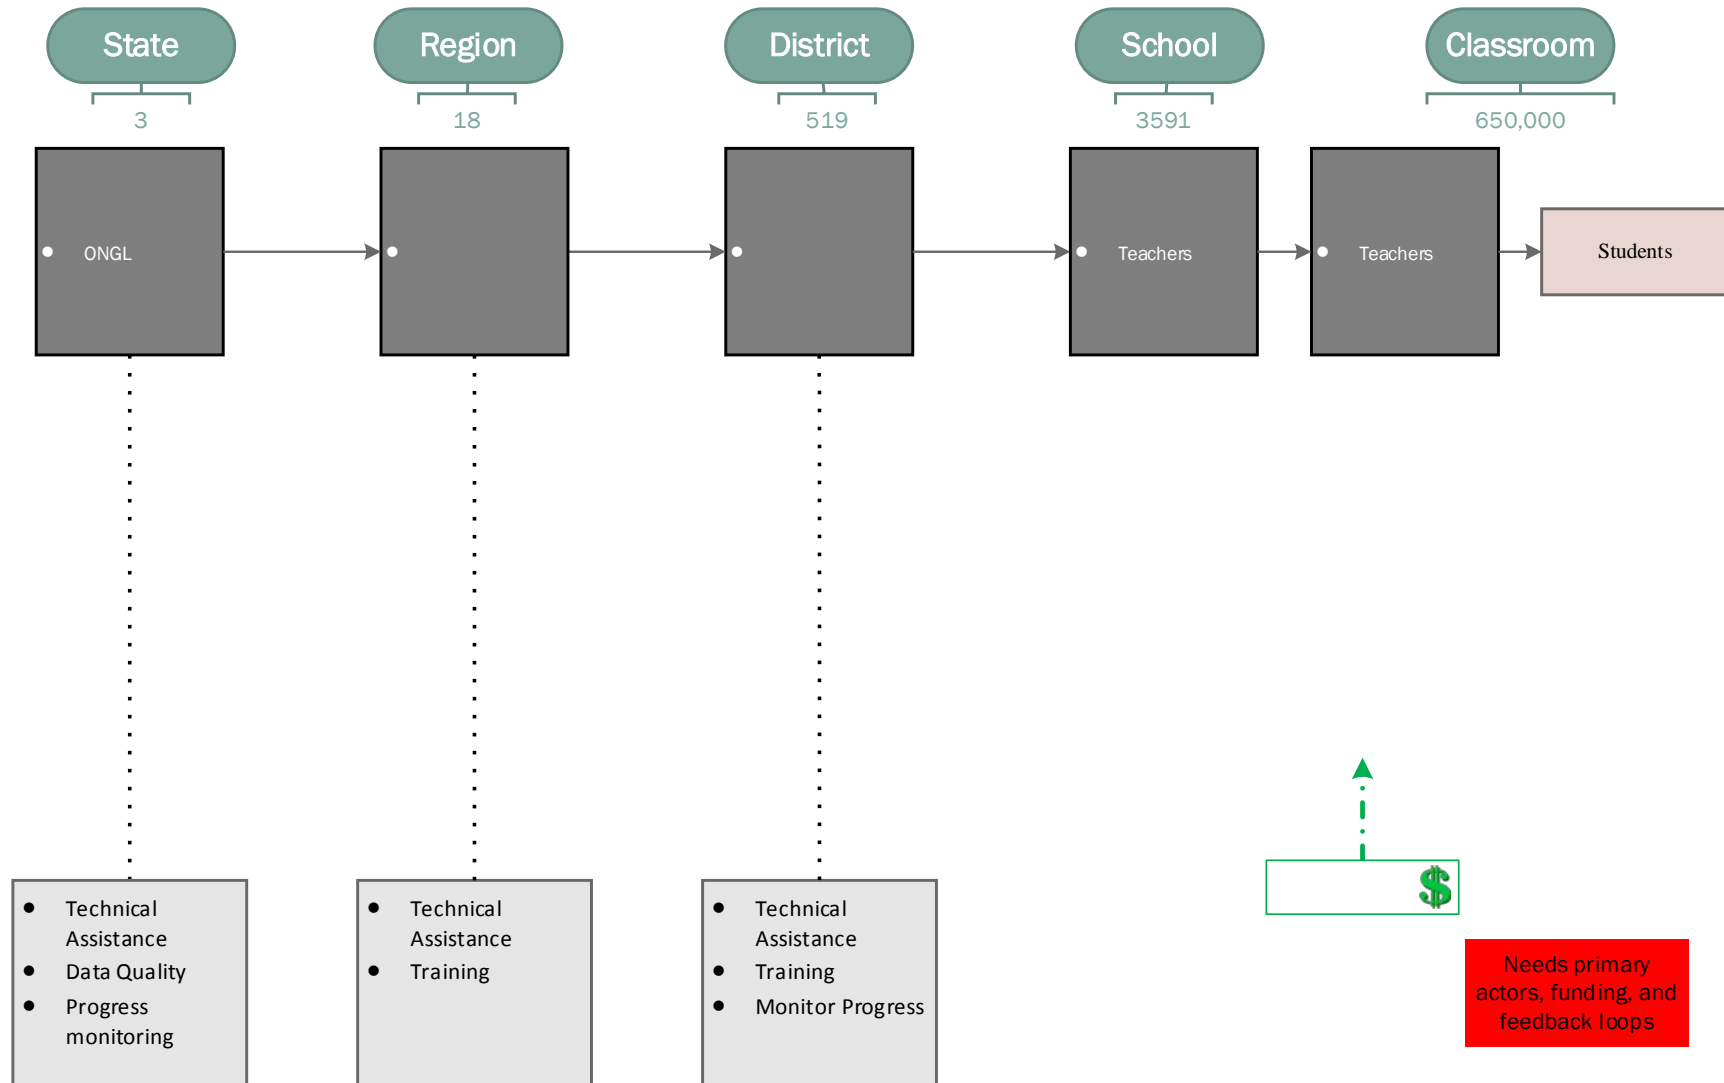 State
Region
District
School
Classroom
3
18
519
3591
650,000
• ONGL
•
•
• Teachers
• Teachers
Students
• Technical
Assistance
• Data Quality
• Progress
monitoring
• Technical
Assistance
• Training
• Technical
Assistance
• Training
• Monitor Progress
$
Needs primary
actors, funding, and
feedback loops